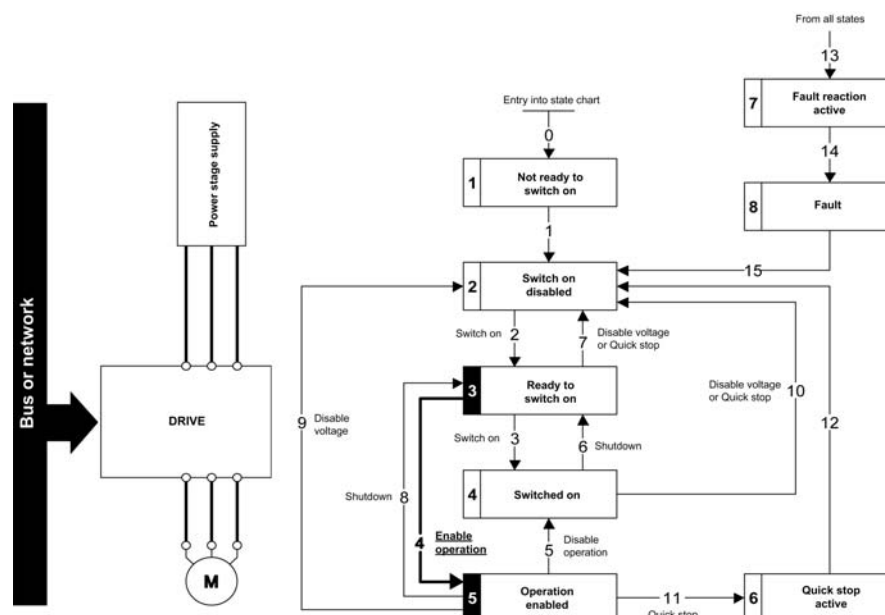 From all states
13
7
Fault reaction
active
14
8
Fault
15
Entry into state chart
0
1
Not ready to
switch on
1
2
Switch on
disabled
Switch on
2
7
Disable voltage
or Quick stop
3
Ready to
switch on
Switch on
3
6
Shutdown
4
Switched on
Disable voltage
or Quick stop
10
12
9
Disable
voltage
Shutdown
8
4
Enable
operation
5
Disable
operation
5
Operation
enabled
11
Quick stop
6
Quick stop
active
Bus or network
Power stage supply
DRIVE
M